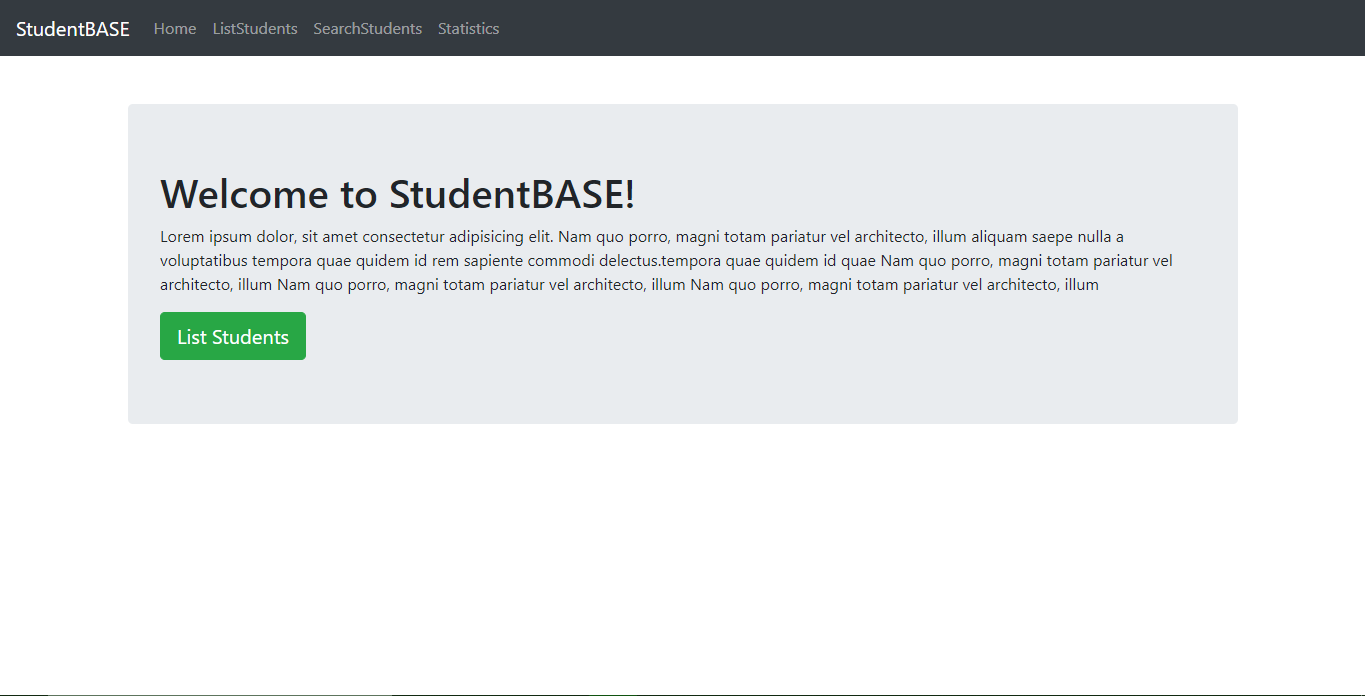 StudentBASE Home ListStudents SearchStudents Statistics
Welcome to StudentBASE!
Lorem ipsum dolor, sit amet consectetur adipisicing elit. Nam quo porro, magni totam pariatur vel architecto, illum aliquam saepe nulla a
voluptatibus tempora quae quidem id rem sapiente commodi delectus.tempora quae quidem id quae Nam quo porro, magni totam pariatur vel
architecto, illum Nam quo porro, magni totam pariatur vel architecto, illum Nam quo porro, magni totam pariatur vel architecto, illum
List Students